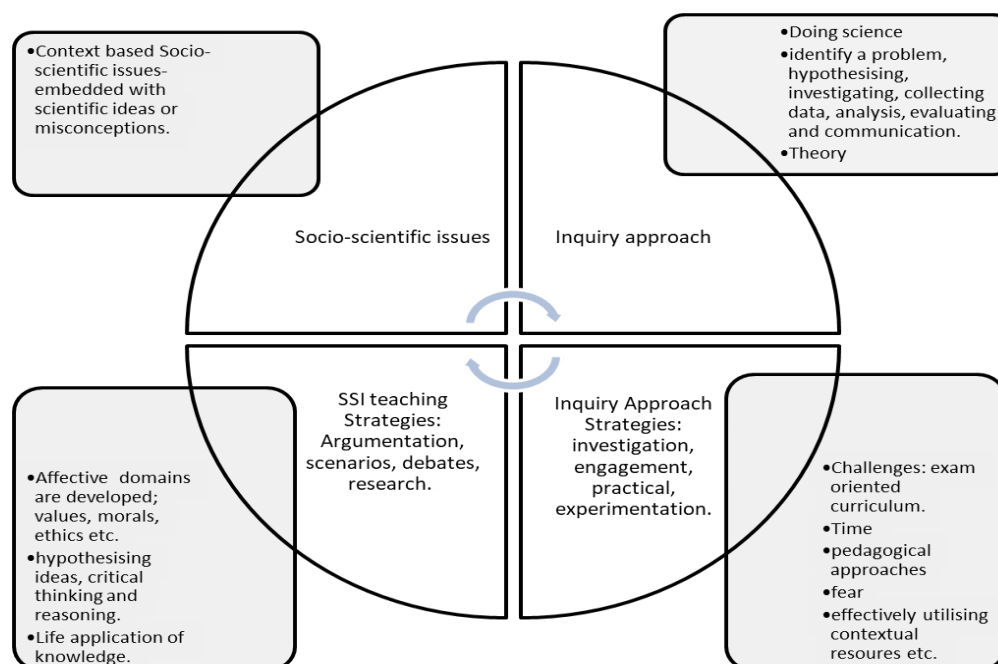 •Context based Socio-
scientific issues-
embedded with
scientific ideas or
misconceptions.
•Doing science
•identify a problem,
hypothesising,
investigating, collecting
data, analysis, evaluating
and communication.
•Theory
Socio-scientific issues
Inquiry approach
SSI teaching
Strategies:
Argumentation,
scenarios, debates,
research.
Inquiry Approach
Strategies:
investigation,
engagement,
practical,
experimentation.
•Affective domains
are developed;
values, morals,
ethics etc.
•hypothesising
ideas, critical
thinking and
reasoning.
•Life application of
knowledge.
•Challenges: exam
oriented
curriculum.
•Time
•pedagogical
approaches
•fear
•effectively utilising
contextual
resoures etc.